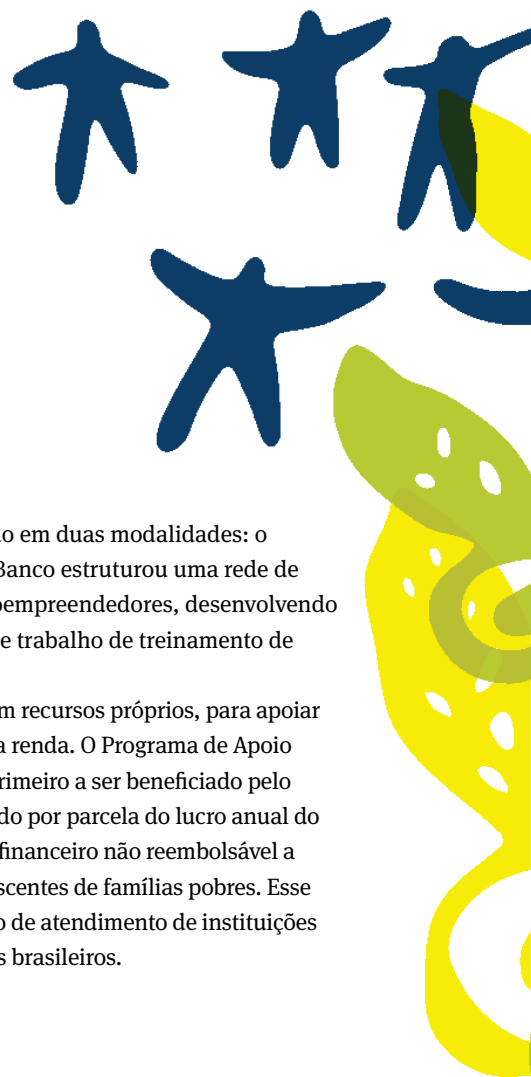 o em duas modalidades: o
Banco estruturou uma rede de
oempreendedores, desenvolvendo
e trabalho de treinamento de
m recursos próprios, para apoiar
a renda. O Programa de Apoio
rimeiro a ser beneficiado pelo
do por parcela do lucro anual do
financeiro não reembolsável a
scentes de famílias pobres. Esse
o de atendimento de instituições
s brasileiros.